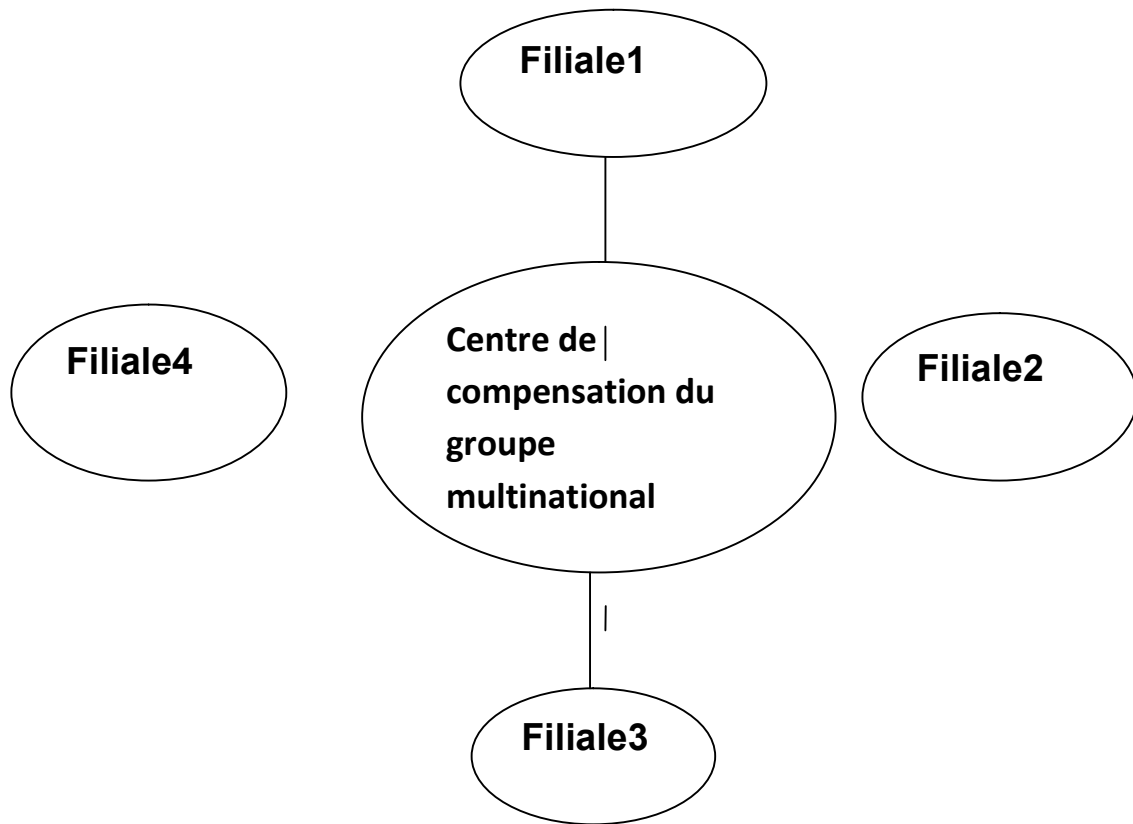 Filiale1
Filiale4
Centre de
compensation du
groupe
multinational
Filiale2
Filiale3